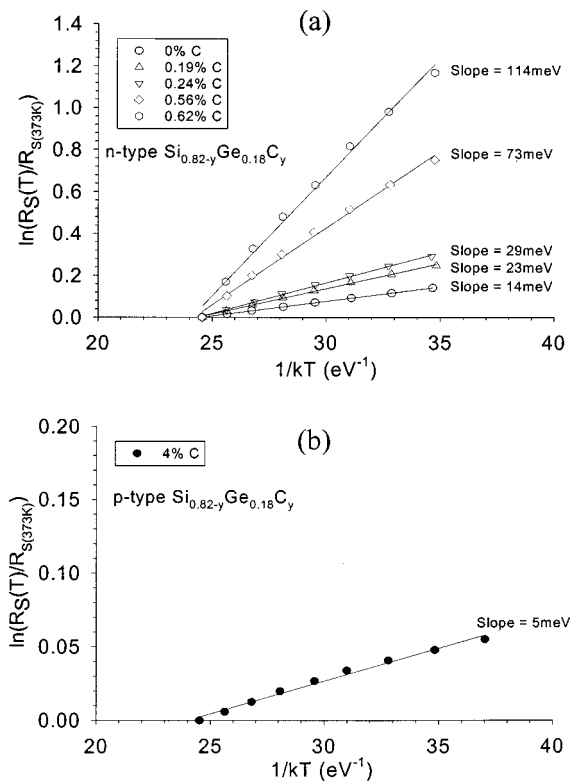 (a)
0% C
0.19% C
0.24% C
0.56% C
0.62% C
n-type Si0.82-yGe0.18Cy
Slope = 114meV
Slope = 73meV
Slope = 29meV
Slope = 23meV
Slope = 14meV
ln(RS(T)/RS(373K))
1.4
1.2
1.0
0.8
0.6
0.4
0.2
0.0
20 25 30 35 40
1/kT (eV-1)
(b)
4% C
p-type Si0.82-yGe0.18Cy
Slope = 5meV
ln(RS(T)/RS(373K))
0.20
0.15
0.10
0.05
0.00
20 25 30 35 40
1/kT (eV-1)